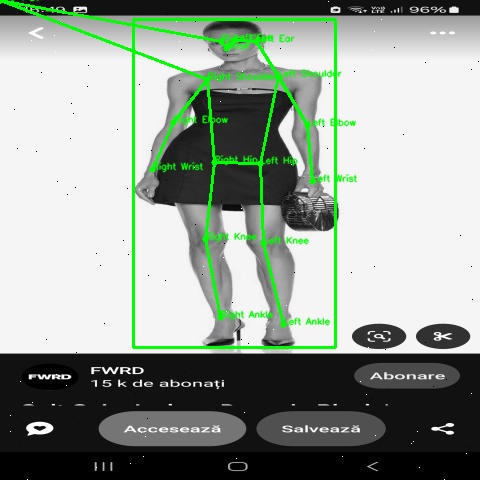 96%
Left Ear
Right Shoulder
Left Shoulder
Right Elbow
Left Elbow
Right Hip
Left Hip
Right Wrist
Left Wrist
Right Knee
Left Knee
Right Ankle
Left Ankle
FWRD
FWRD
15 k de abonați
Abonare
Accesează
Salvează